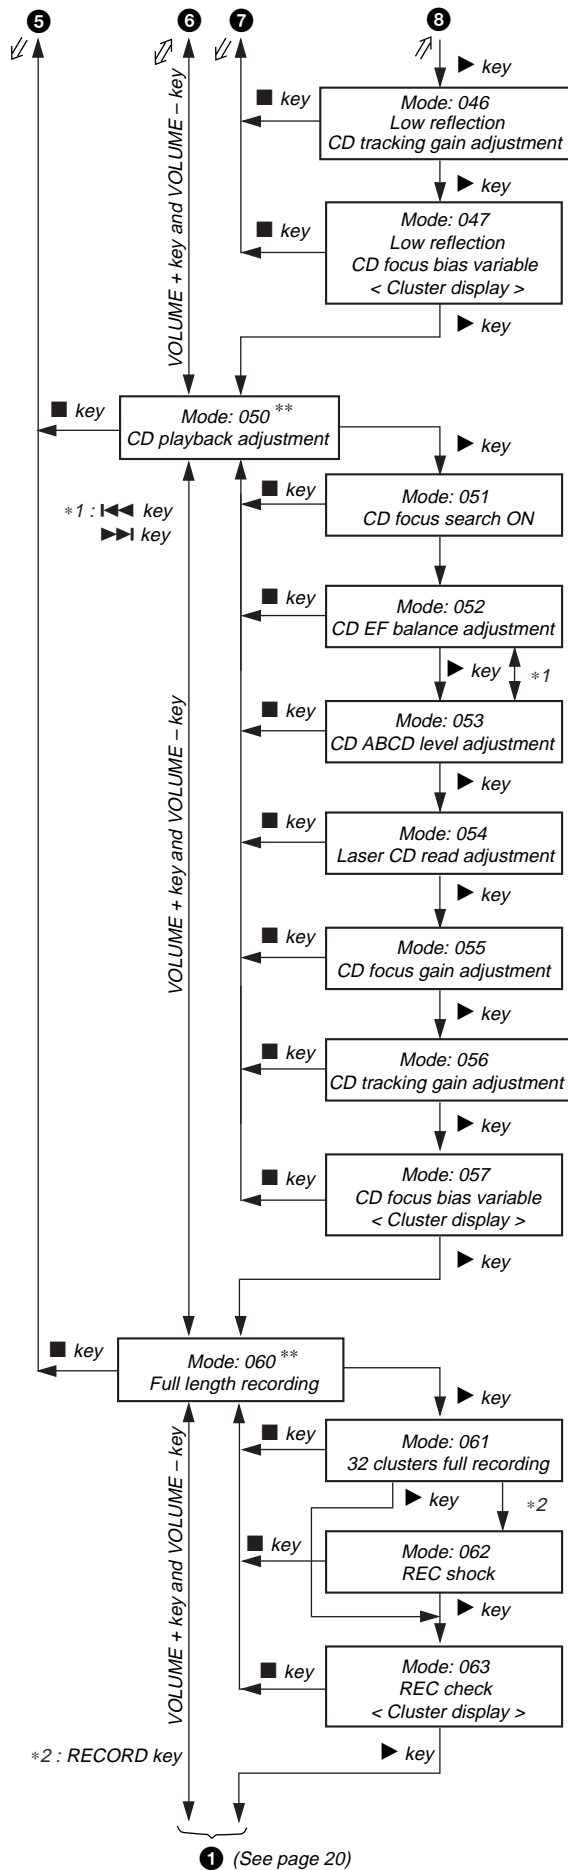 5 6 7 8
▶ key
■ key
Mode: 046
Low reflection
CD tracking gain adjustment
▶ key
■ key
Mode: 047
Low reflection
CD focus bias variable
< Cluster display >
▶ key
VOLUME + key and VOLUME – key
■ key
Mode: 050 **
CD playback adjustment
▶ key
*1 : |◀◀ key
▶▶| key
■ key
Mode: 051
CD focus search ON
■ key
Mode: 052
CD EF balance adjustment
▶ key
*1
■ key
Mode: 053
CD ABCD level adjustment
▶ key
■ key
Mode: 054
Laser CD read adjustment
▶ key
VOLUME + key and VOLUME – key
■ key
Mode: 055
CD focus gain adjustment
▶ key
■ key
Mode: 056
CD tracking gain adjustment
▶ key
■ key
Mode: 057
CD focus bias variable
< Cluster display >
▶ key
■ key
Mode: 060 **
Full length recording
▶ key
■ key
Mode: 061
32 clusters full recording
▶ key
*2
■ key
Mode: 062
REC shock
▶ key
VOLUME + key and VOLUME – key
■ key
Mode: 063
REC check
< Cluster display >
▶ key
*2 : RECORD key
1 (See page 20)